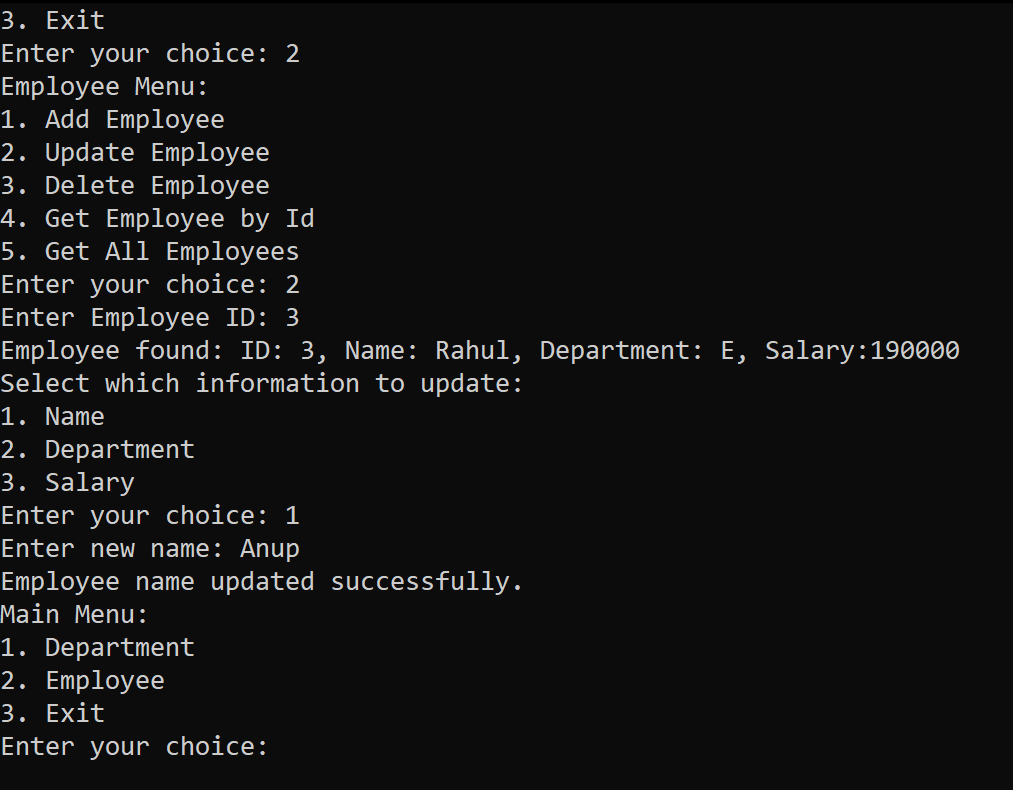 3. Exit
Enter your choice: 2
Employee Menu:
1. Add Employee
2. Update Employee
3. Delete Employee
4. Get Employee by Id
5. Get All Employees
Enter your choice: 2
Enter Employee ID: 3
Employee found: ID: 3, Name: Rahul, Department: E, Salary:190000
Select which information to update:
1. Name
2. Department
3. Salary
Enter your choice: 1
Enter new name: Anup
Employee name updated successfully.
Main Menu:
1. Department
2. Employee
3. Exit
Enter your choice: